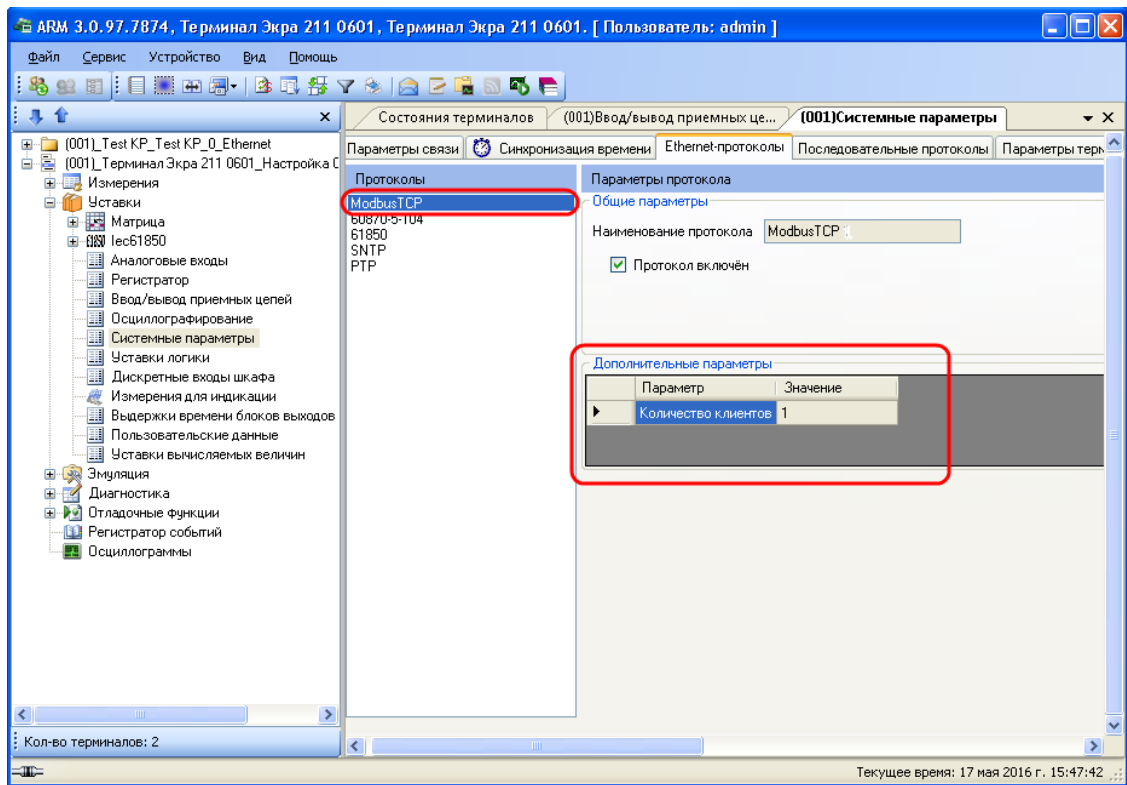 ARM 3.0.97.7874, Терминал Экра 211 0601, Терминал Экра 211 0601. [ Пользователь: admin ]
Файл Сервис Устройство Вид Помощь
Состояния терминалов (001)Ввод/вывод приемных це... (001)Системные параметры
(001)_Test KP_Test KP_0_Ethernet
(001)_Терминал Экра 211 0601_Настройка С
Измерения
Уставки
Матрица
Iec61850
Аналоговые входы
Регистратор
Ввод/вывод приемных цепей
Осциллографирование
Системные параметры
Уставки логики
Дискретные входы шкафа
Измерения для индикации
Выдержки времени блоков выходов
Пользовательские данные
Уставки вычисляемых величин
Эмуляция
Диагностика
Отладочные функции
Регистратор событий
Осциллограммы
Кол-во терминалов: 2
Параметры связи Синхронизация времени Ethernet-протоколы Последовательные протоколы Параметры терм
Протоколы
ModbusTCP
60870-5-104
61850
SNTP
PTP
Параметры протокола
Общие параметры
Наименование протокола ModbusTCP
Протокол включён
Дополнительные параметры
Параметр Значение
Количество клиентов 1
Текущее время: 17 мая 2016 г. 15:47:42